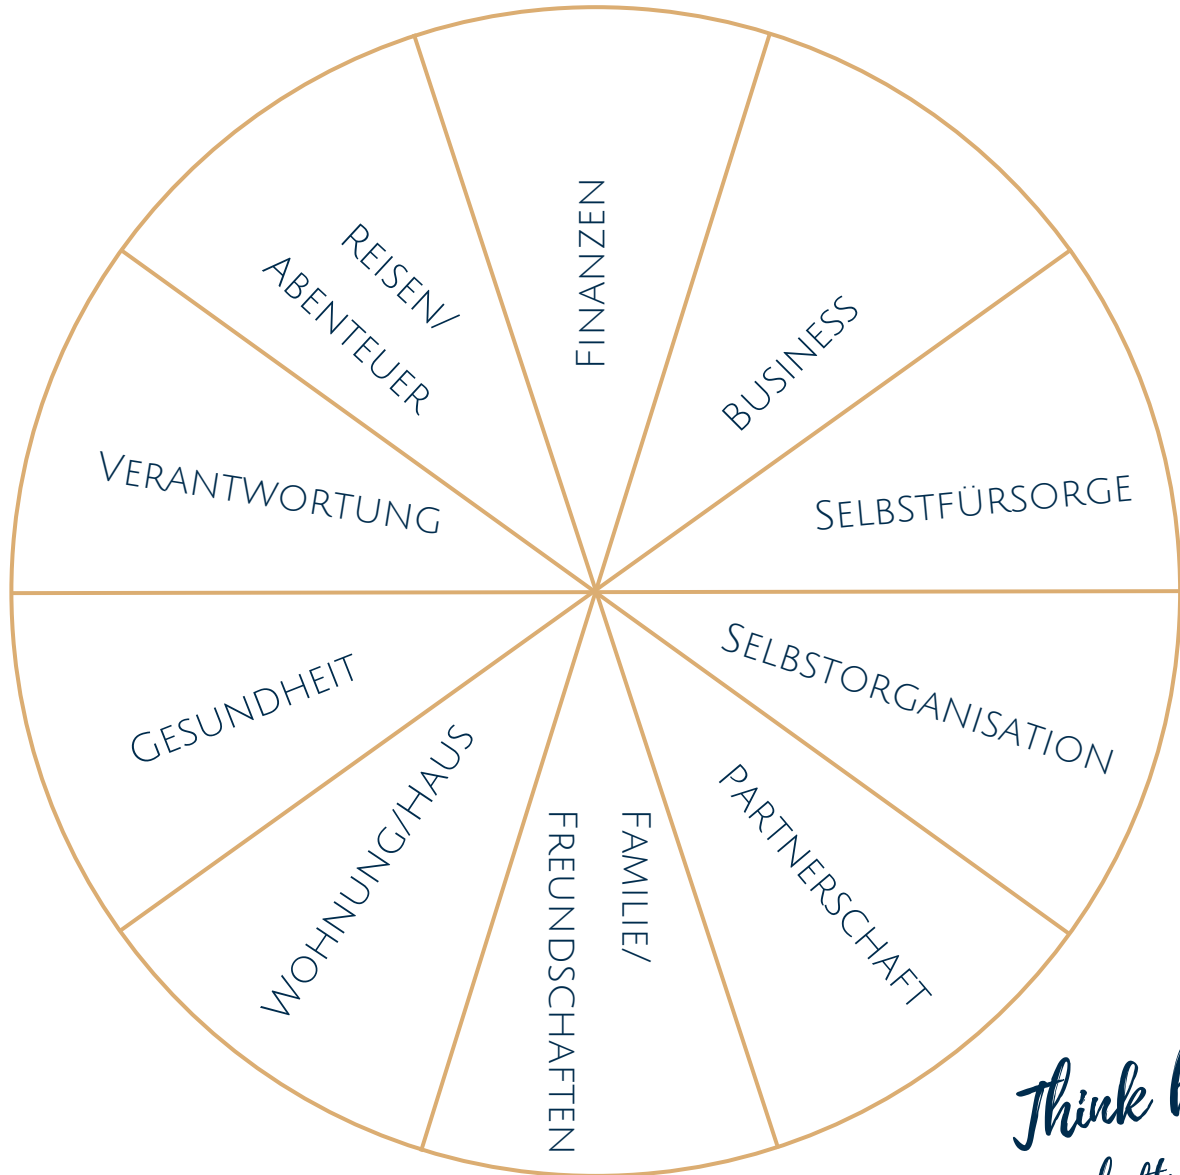 FINANZEN
BUSINESS
SELBSTFÜRSORGE
SELBSTORGANISATION
PARTNERSCHAFT
FAMILIE/
FREUNDSCHAFTEN
WOHNUNG/HAUS
GESUNDHEIT
VERANTWORTUNG
REISEN/
ABENTEUER
Think